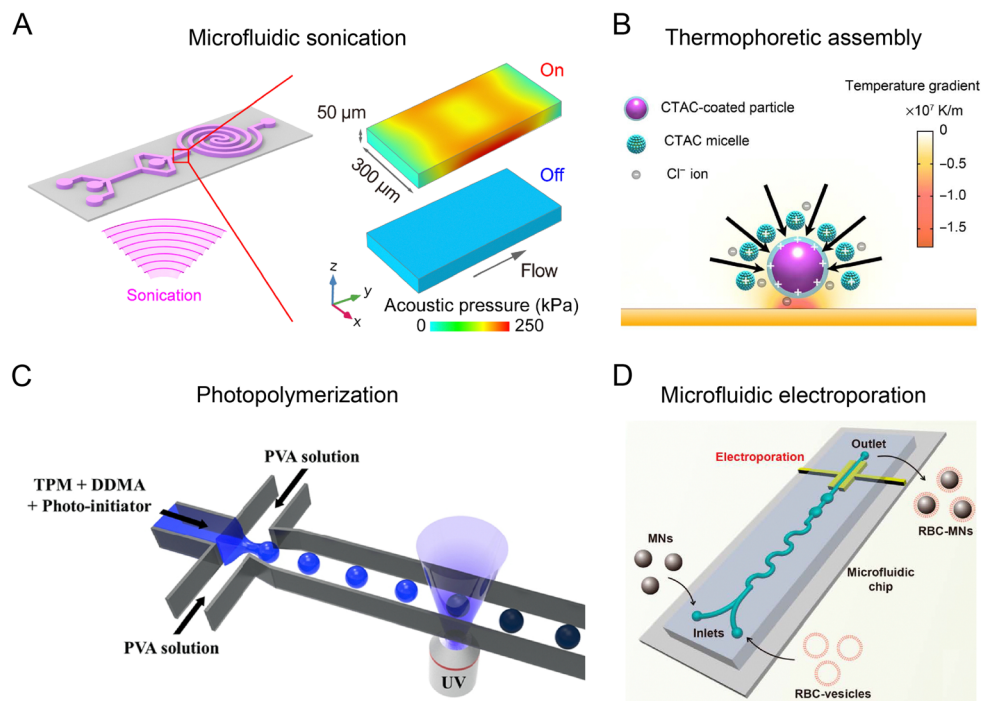 A
Microfluidic sonication
On
50 µm
300 µm
Off
Flow
z
y
x
Sonication
Acoustic pressure (kPa)
0
250
B
Thermophoretic assembly
CTAC-coated particle
CTAC micelle
Cl⁻ ion
Temperature gradient
×10⁷ K/m
0
−0.5
−1.0
−1.5
C
Photopolymerization
PVA solution
TPM + DDMA
+ Photo-initiator
PVA solution
UV
D
Microfluidic electroporation
Outlet
Electroporation
RBC-MNs
MNs
Microfluidic
chip
Inlets
RBC-vesicles